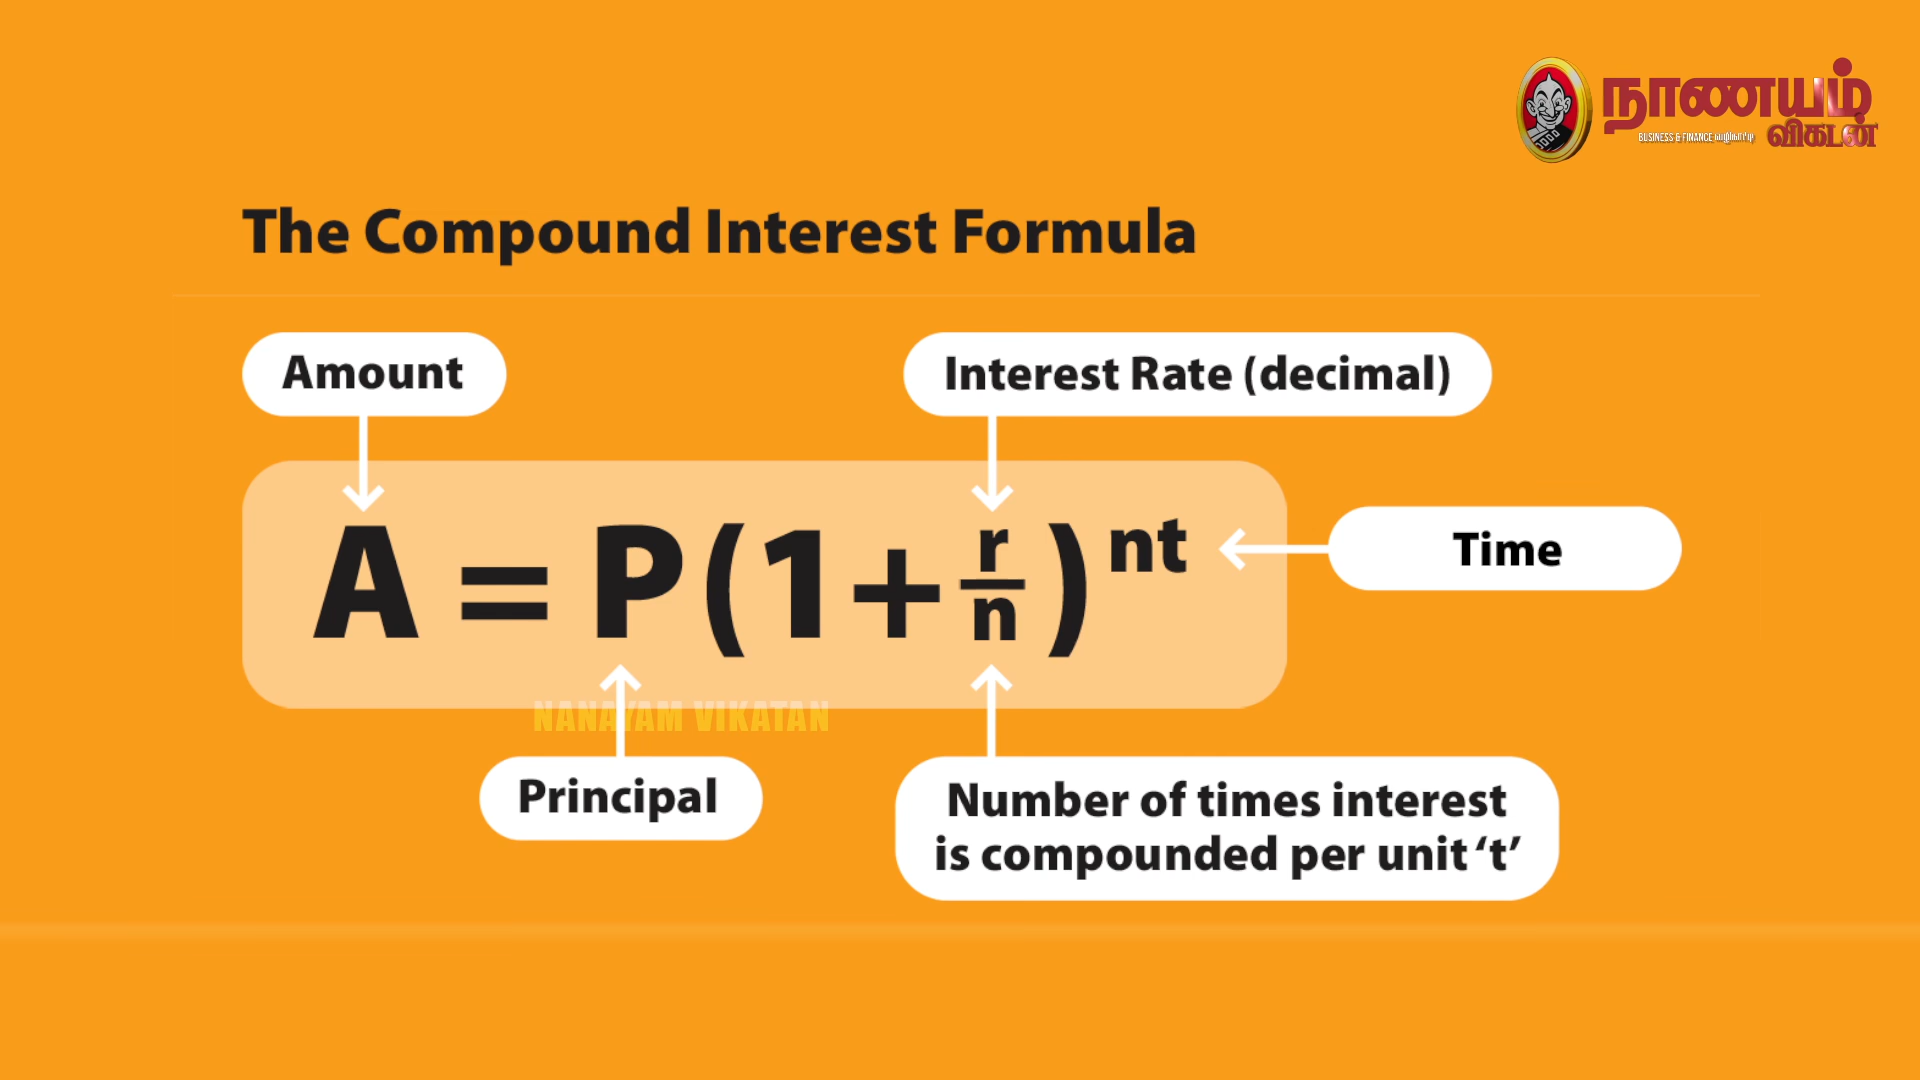 நாணயம்
BUSINESS & FINANCE வழிகாட்டி
விகடன்
The Compound Interest Formula
Amount
Interest Rate (decimal)
A = P(1+r/n)^nt
Time
NANAYAM VIKATAN
Principal
Number of times interest
is compounded per unit ‘t’